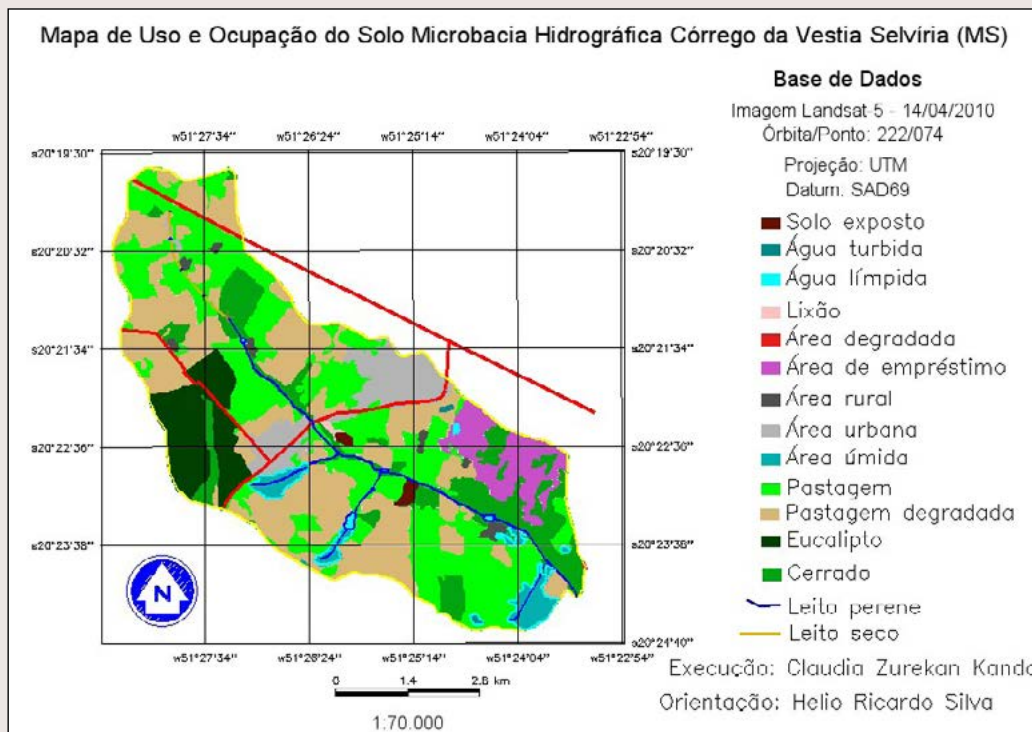 Mapa de Uso e Ocupação do Solo Microbacia Hidrográfica Córrego da Vestia Selvíria (MS)
Base de Dados
Imagem Landsat-5 - 14/04/2010
Órbita/Ponto: 222/074
Projeção: UTM
Datum: SAD69
w51°27'34" w51°26'24" w51°25'14" w51°24'04" w51°22'54"
s20°19'30" s20°19'30"
s20°20'32" s20°20'32"
s20°21'34" s20°21'34"
s20°22'36" s20°22'36"
s20°23'38" s20°23'38"
s20°24'40"
w51°27'34" w51°26'24" w51°25'14" w51°24'04" w51°22'54"
Solo exposto
Água turbida
Água límpida
Lixão
Área degradada
Área de empréstimo
Área rural
Área urbana
Área úmida
Pastagem
Pastagem degradada
Eucalipto
Cerrado
Leito perene
Leito seco
N
0 1.4 2.8 km
1:70.000
Execução: Claudia Zurekan Kanda
Orientação: Helio Ricardo Silva